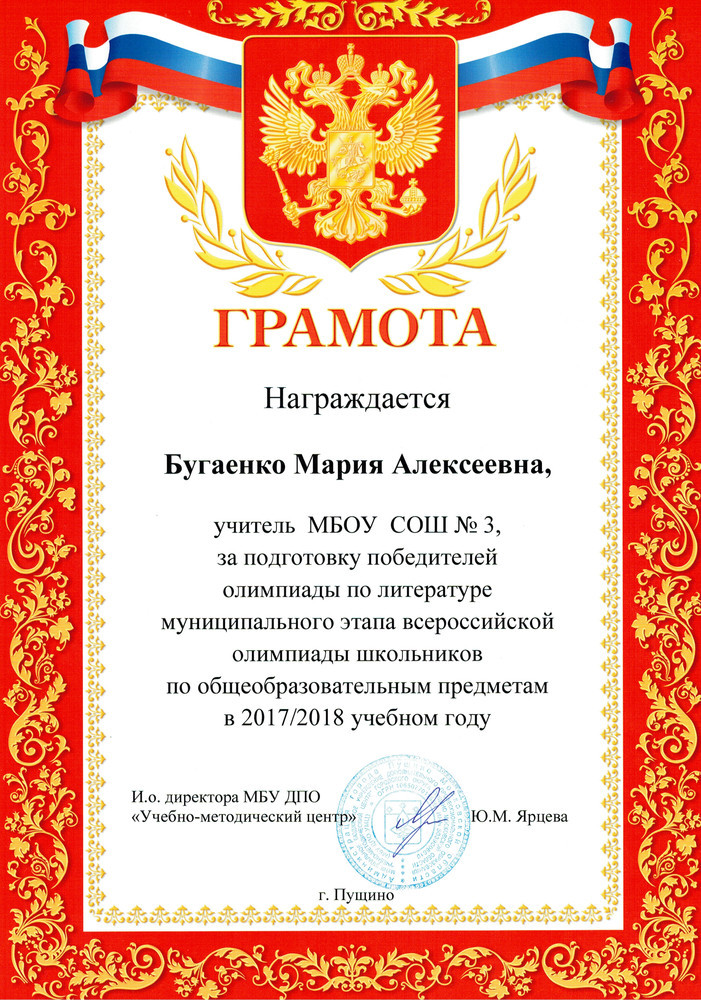 ГРАМОТА
Награждается
Бугаенко Мария Алексеевна,
учитель МБОУ СОШ № 3,
за подготовку победителей
олимпиады по литературе
муниципального этапа всероссийской
олимпиады школьников
по общеобразовательным предметам
в 2017/2018 учебном году
И.о. директора МБУ ДПО
«Учебно-методический центр»
Ю.М. Ярцева
г. Пущино